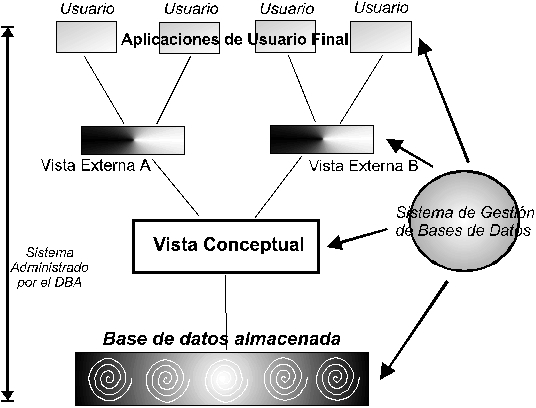 Usuario
Usuario
Usuario
Usuario
Aplicaciones de Usuario Final
Vista Externa A
Vista Externa B
Sistema de Gestión
de Bases de Datos
Vista Conceptual
Sistema
Administrado
por el DBA
Base de datos almacenada